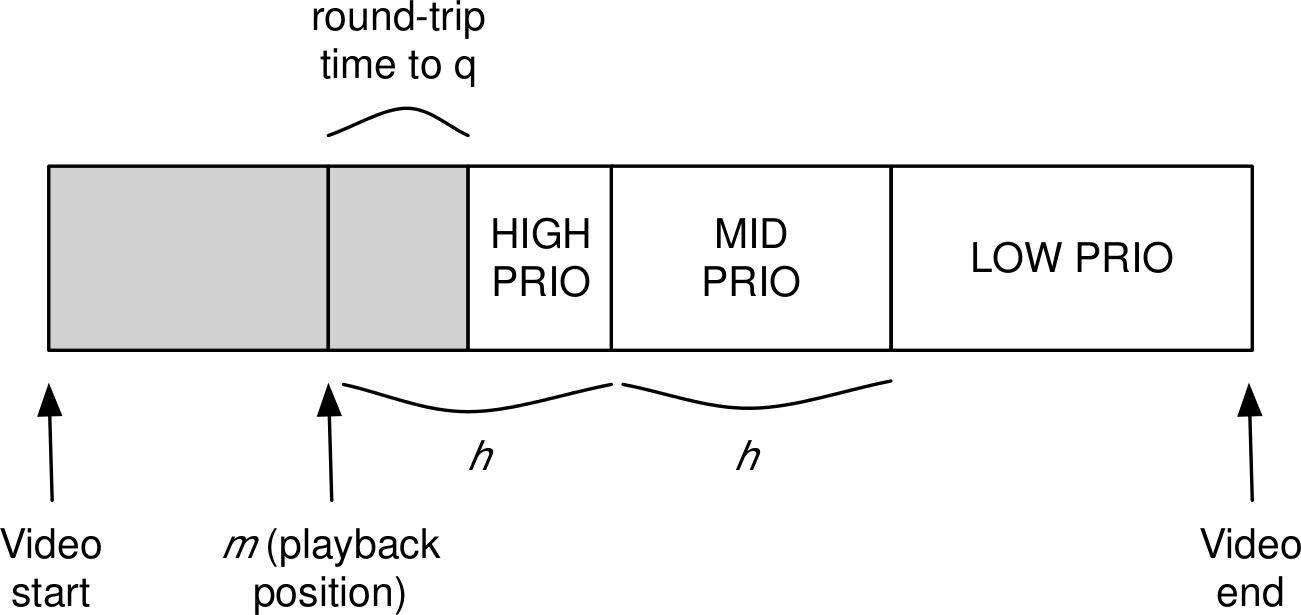 round-trip
time to q
HIGH
PRIO
MID
PRIO
LOW PRIO
h
h
Video
start
m (playback
position)
Video
end